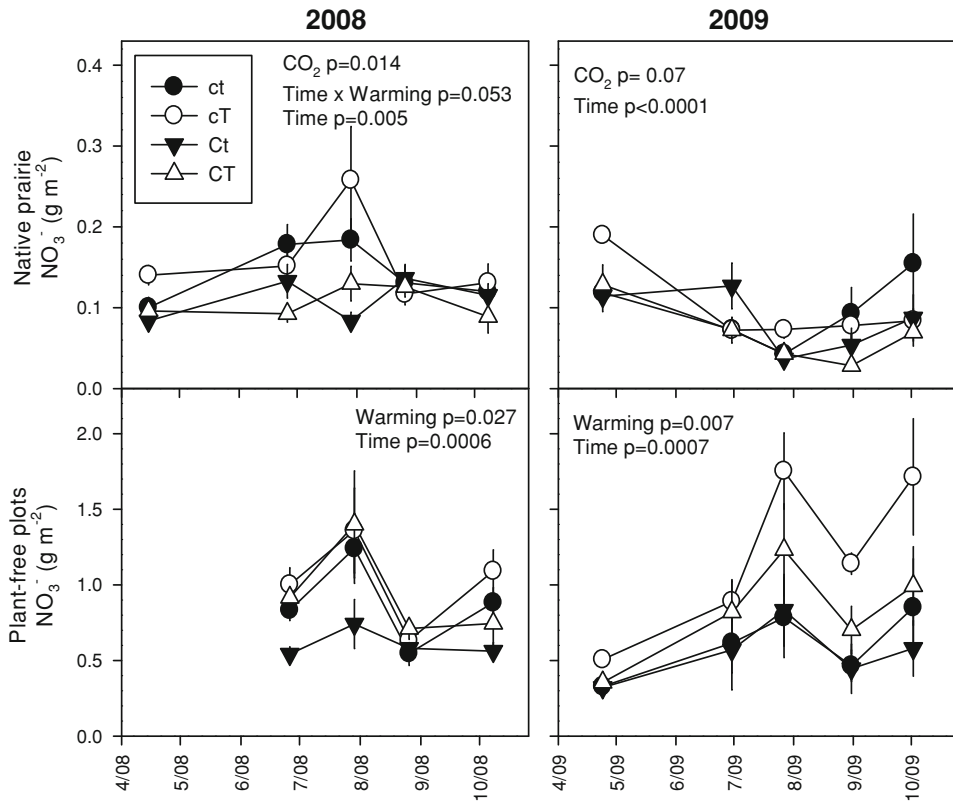 2008
2009
Native prairie
NO₃⁻ (g m⁻²)
0.4
0.3
0.2
0.1
0.0
ct
cT
Ct
CT
CO₂ p=0.014
Time x Warming p=0.053
Time p=0.005
CO₂ p= 0.07
Time p<0.0001
Plant-free plots
NO₃⁻ (g m⁻²)
2.0
1.5
1.0
0.5
0.0
Warming p=0.027
Time p=0.0006
Warming p=0.007
Time p=0.0007
4/08
5/08
6/08
7/08
8/08
9/08
10/08
4/09
5/09
6/09
7/09
8/09
9/09
10/09